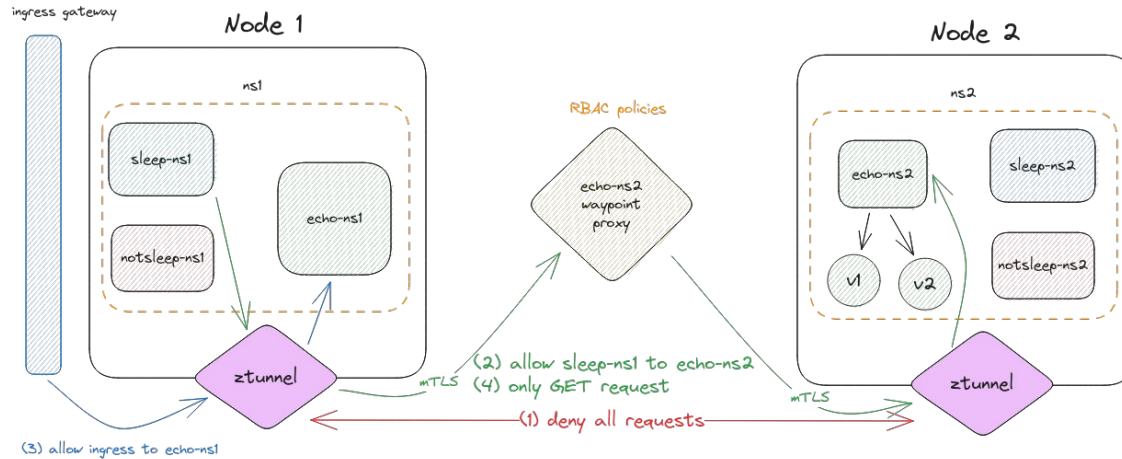 ingress gateway
Node 1
Node 2
ns1
ns2
RBAC policies
sleep-ns1
echo-ns1
notsleep-ns1
echo-ns2
waypoint
proxy
echo-ns2
sleep-ns2
v1
v2
notsleep-ns2
ztunnel
mTLS
(2) allow sleep-ns1 to echo-ns2
(4) only GET request
mTLS
ztunnel
(1) deny all requests
(3) allow ingress to echo-ns1